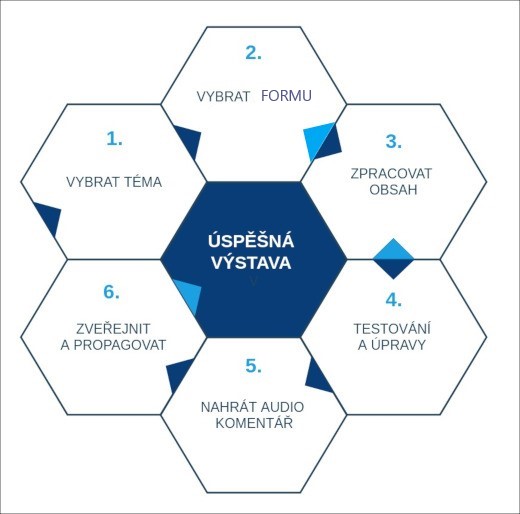 1.
VYBRAT TÉMA
2.
VYBRAT FORMU
3.
ZPRACOVAT
OBSAH
4.
TESTOVÁNÍ
A ÚPRAVY
5.
NAHRÁT AUDIO
KOMENTÁŘ
6.
ZVEŘEJNIT
A PROPAGOVAT
ÚSPĚŠNÁ
VÝSTAVA